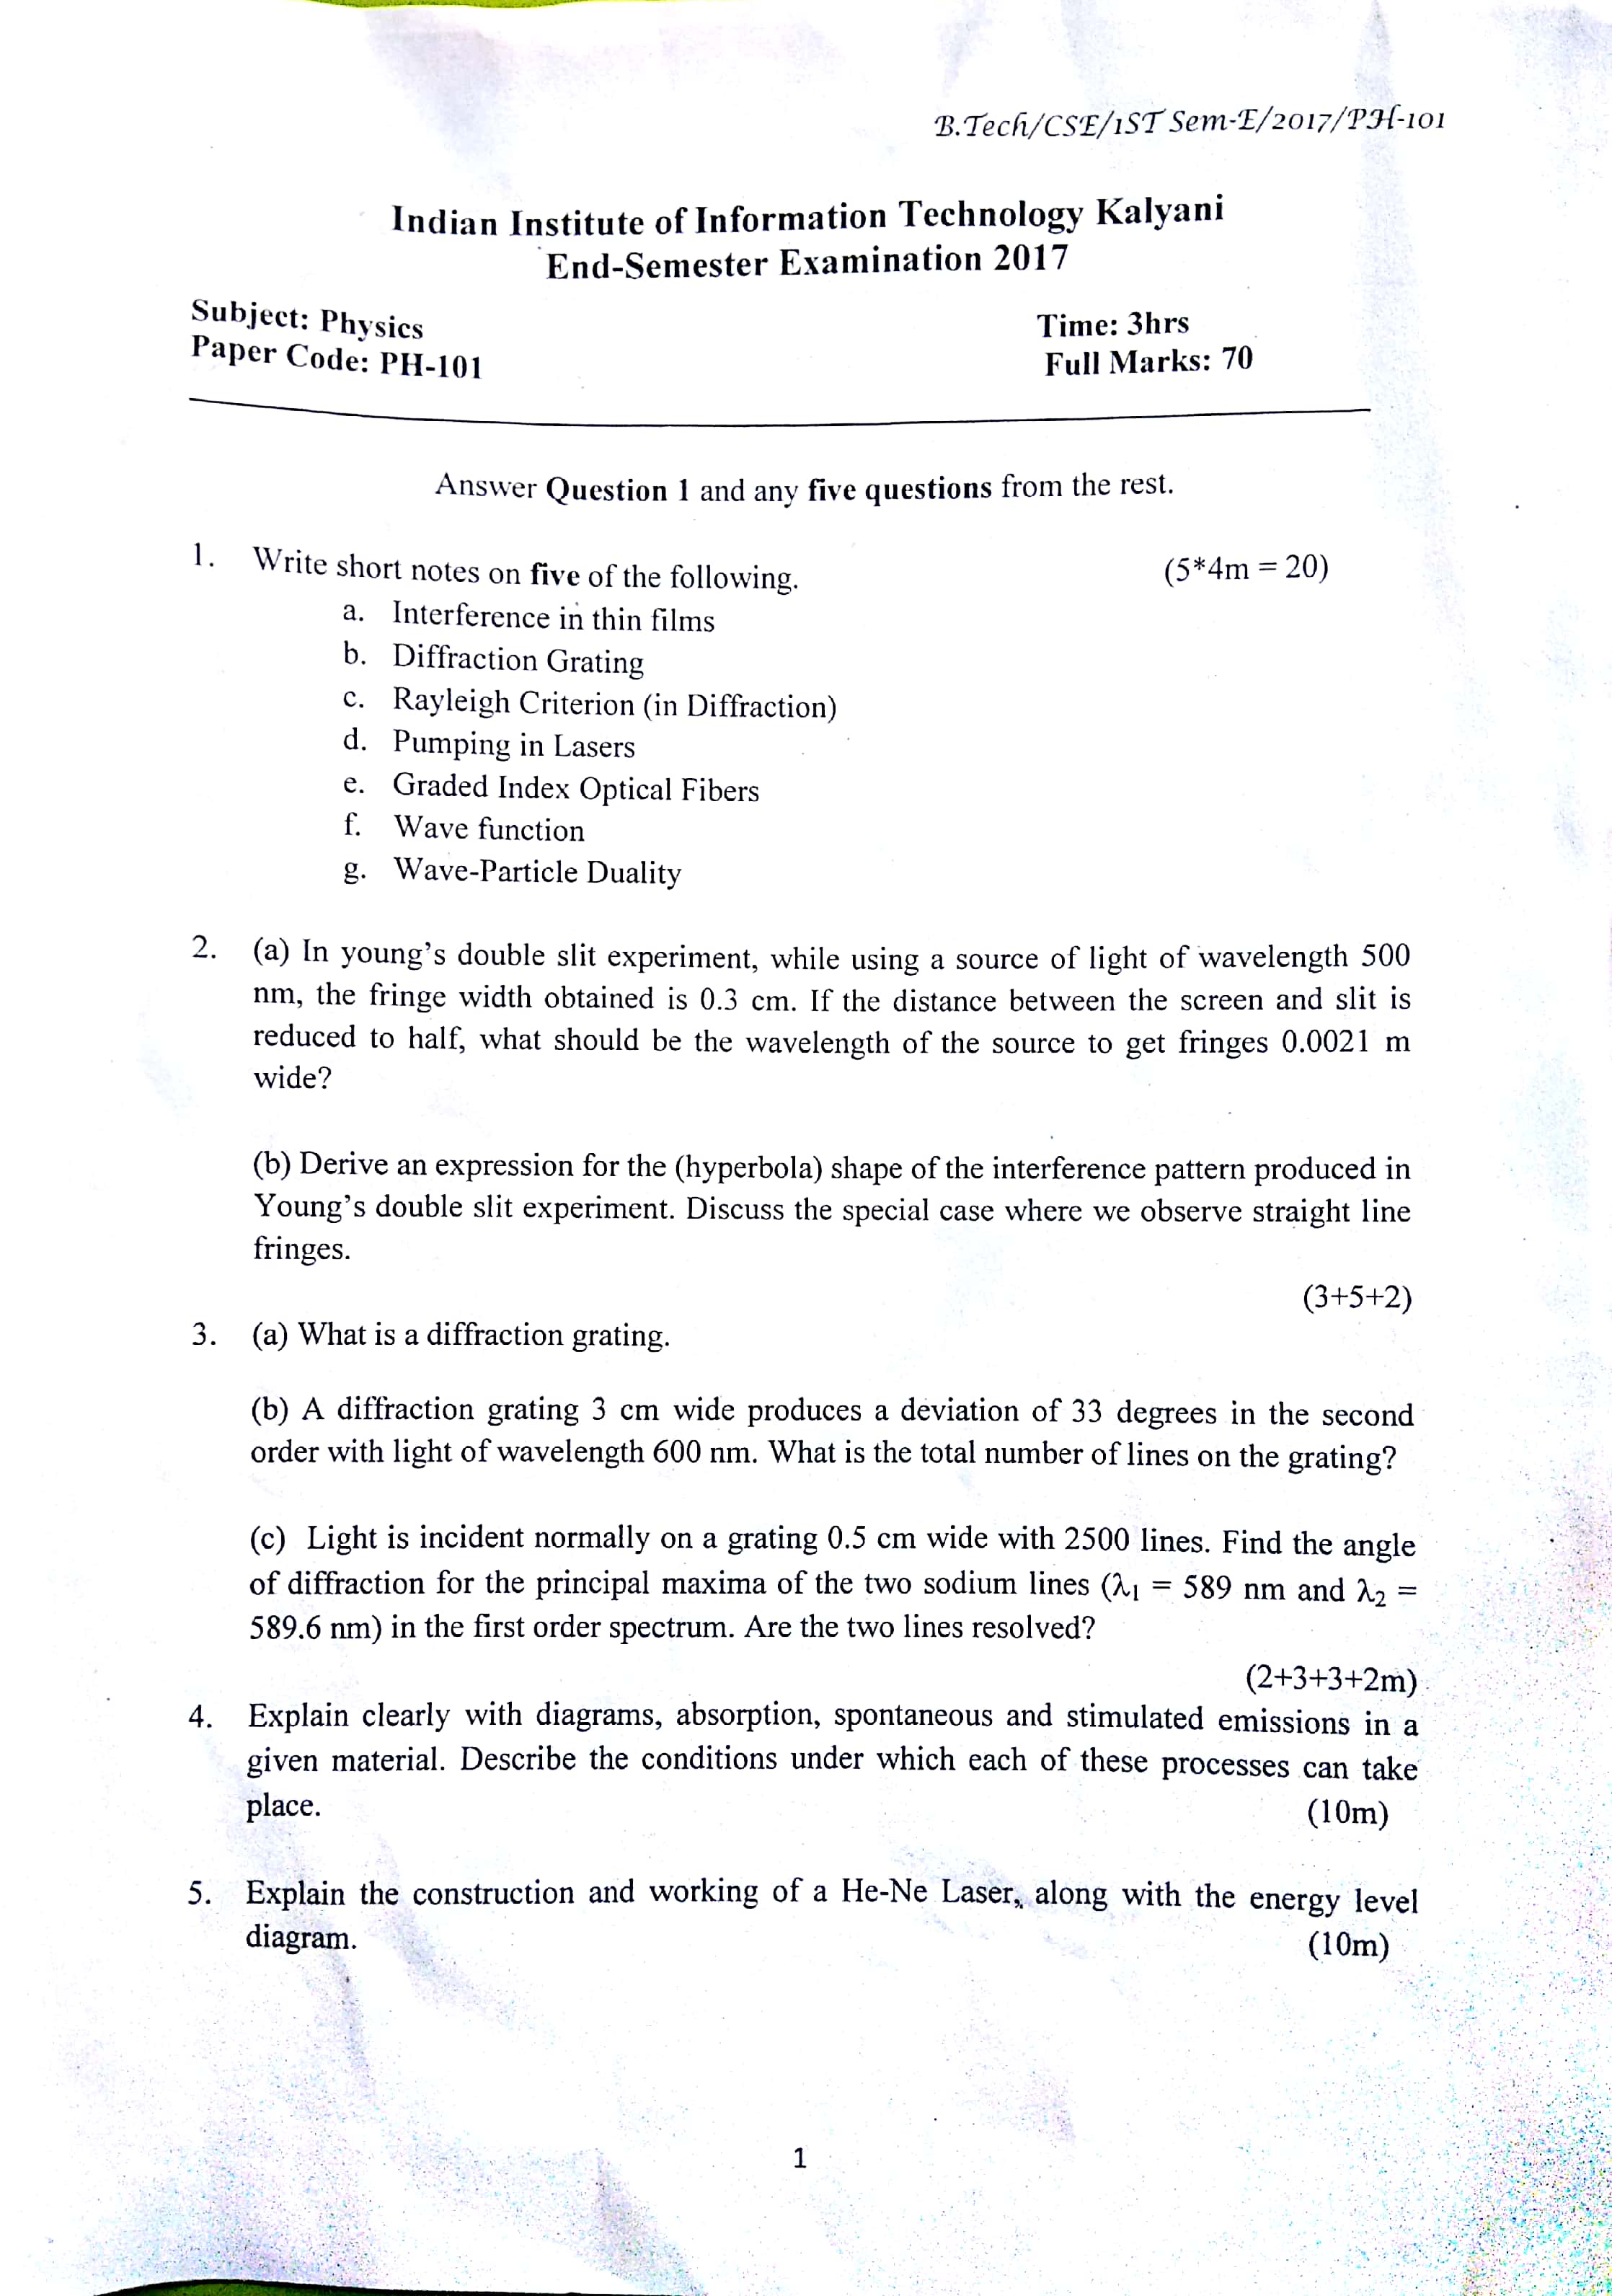 B.Tech/CSE/1ST Sem-E/2017/PH-101
Indian Institute of Information Technology Kalyani
End-Semester Examination 2017
Subject: Physics
Time: 3hrs
Paper Code: PH-101
Full Marks: 70
Answer Question 1 and any five questions from the rest.
1. Write short notes on five of the following. (5*4m = 20)
a. Interference in thin films
b. Diffraction Grating
c. Rayleigh Criterion (in Diffraction)
d. Pumping in Lasers
e. Graded Index Optical Fibers
f. Wave function
g. Wave-Particle Duality
2. (a) In young's double slit experiment, while using a source of light of wavelength 500
nm, the fringe width obtained is 0.3 cm. If the distance between the screen and slit is
reduced to half, what should be the wavelength of the source to get fringes 0.0021 m
wide?
(b) Derive an expression for the (hyperbola) shape of the interference pattern produced in
Young's double slit experiment. Discuss the special case where we observe straight line
fringes.
(3+5+2)
3. (a) What is a diffraction grating.
(b) A diffraction grating 3 cm wide produces a deviation of 33 degrees in the second
order with light of wavelength 600 nm. What is the total number of lines on the grating?
(c) Light is incident normally on a grating 0.5 cm wide with 2500 lines. Find the angle
of diffraction for the principal maxima of the two sodium lines (λ1 = 589 nm and λ2 =
589.6 nm) in the first order spectrum. Are the two lines resolved?
(2+3+3+2m)
4. Explain clearly with diagrams, absorption, spontaneous and stimulated emissions in a
given material. Describe the conditions under which each of these processes can take
place. (10m)
5. Explain the construction and working of a He-Ne Laser, along with the energy level
diagram. (10m)
1